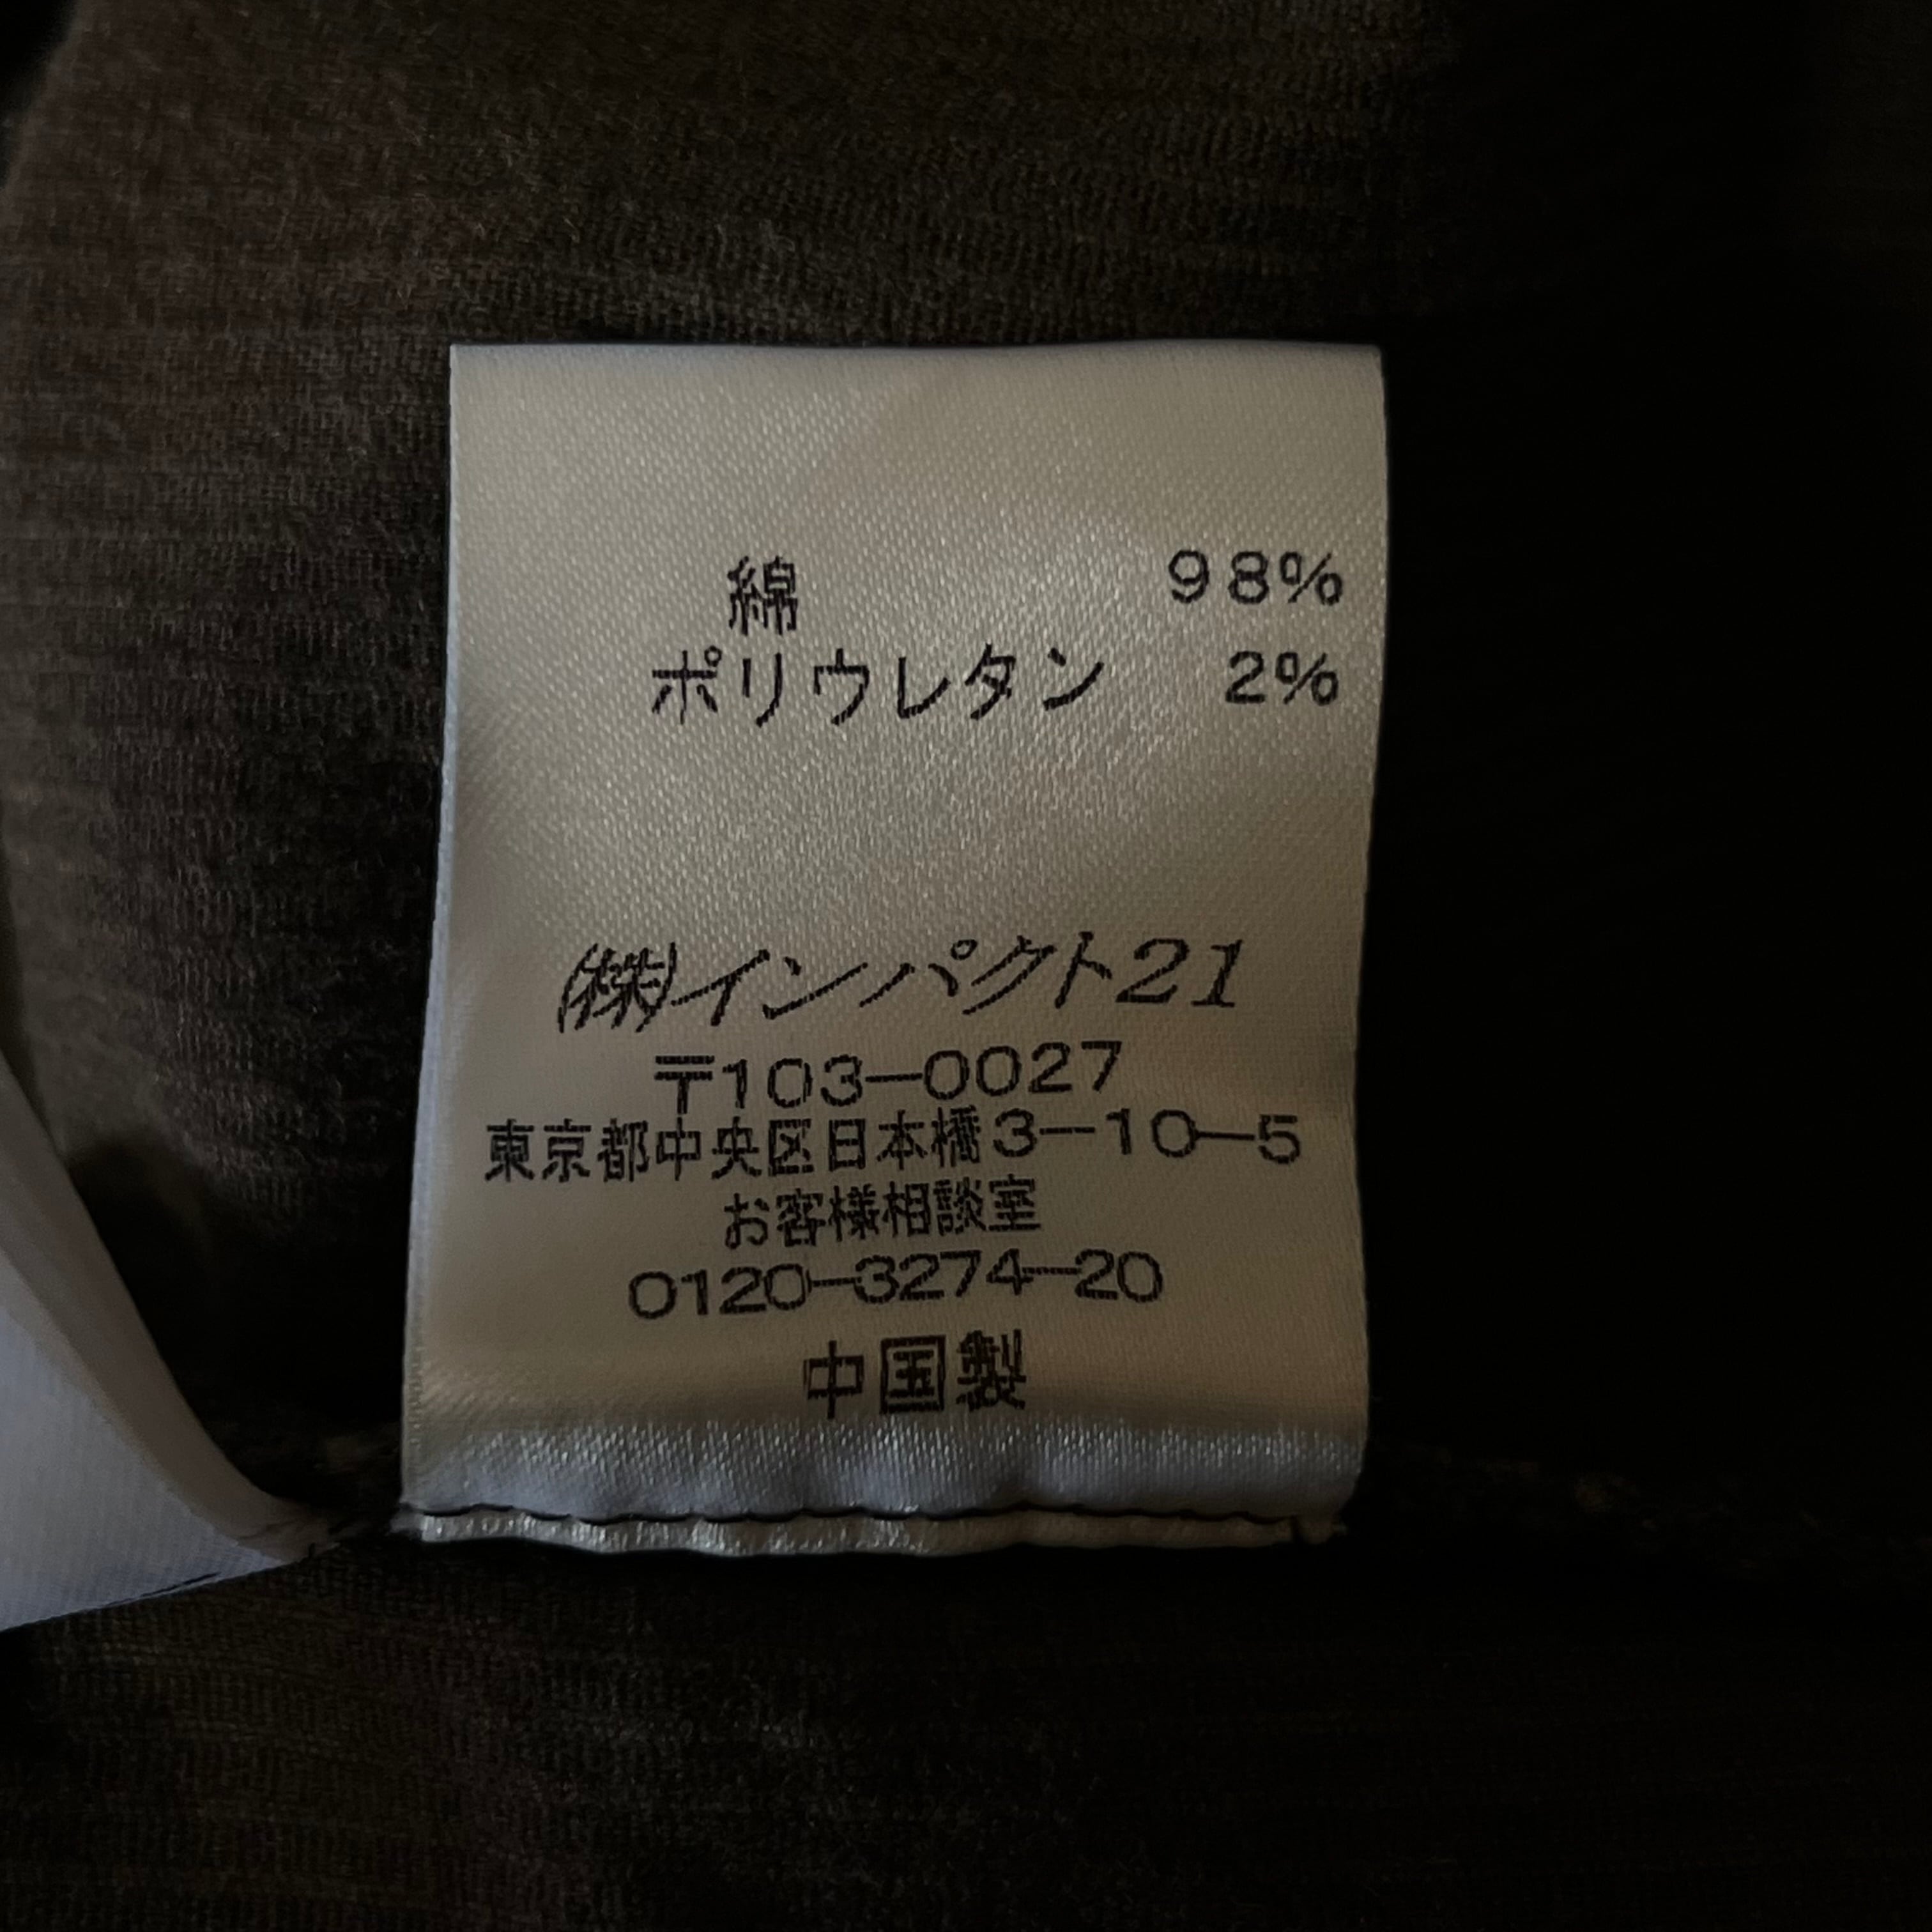 綿 98%
ポリウレタン 2%
㈱インパクト21
〒103-0027
東京都中央区日本橋3-10-5
お客様相談室
0120-3274-20
中国製